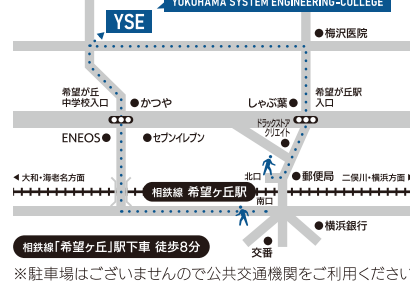 YOKOHAMA SYSTEM ENGINEERING-COLLEGE
YSE
梅沢医院
希望が丘
中学校入口
かつや
しゃぶ葉
希望が丘駅
入口
ドラックストア
クリエイト
ENEOS
セブンイレブン
北口
郵便局
二俣川・横浜方面
大和・海老名方面
相鉄線 希望ヶ丘駅
南口
横浜銀行
交番
相鉄線「希望ヶ丘」駅下車 徒歩8分
※駐車場はございませんので公共交通機関をご利用ください